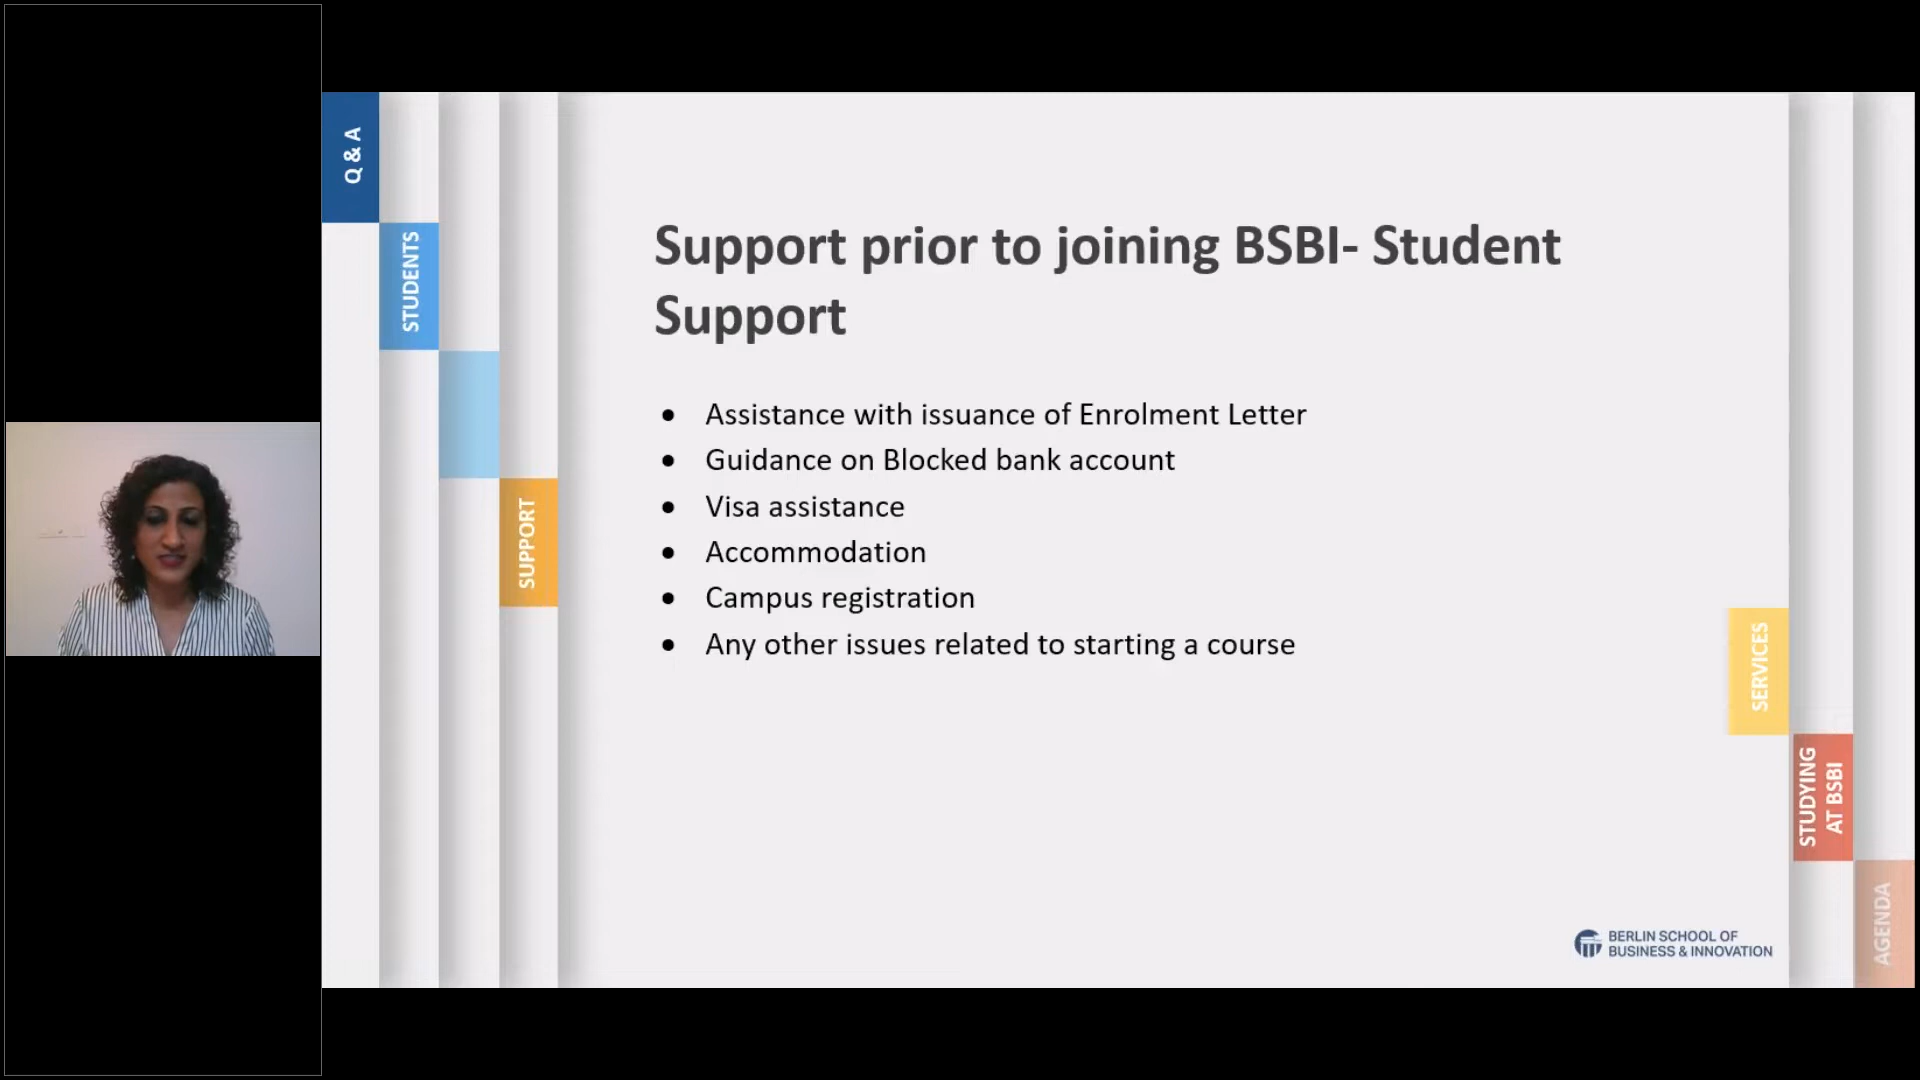 Q & A
STUDENTS
SUPPORT
Support prior to joining BSBI- Student
Support
• Assistance with issuance of Enrolment Letter
• Guidance on Blocked bank account
• Visa assistance
• Accommodation
• Campus registration
• Any other issues related to starting a course
SERVICES
STUDYING
AT BSBI
AGENDA
BERLIN SCHOOL OF
BUSINESS & INNOVATION